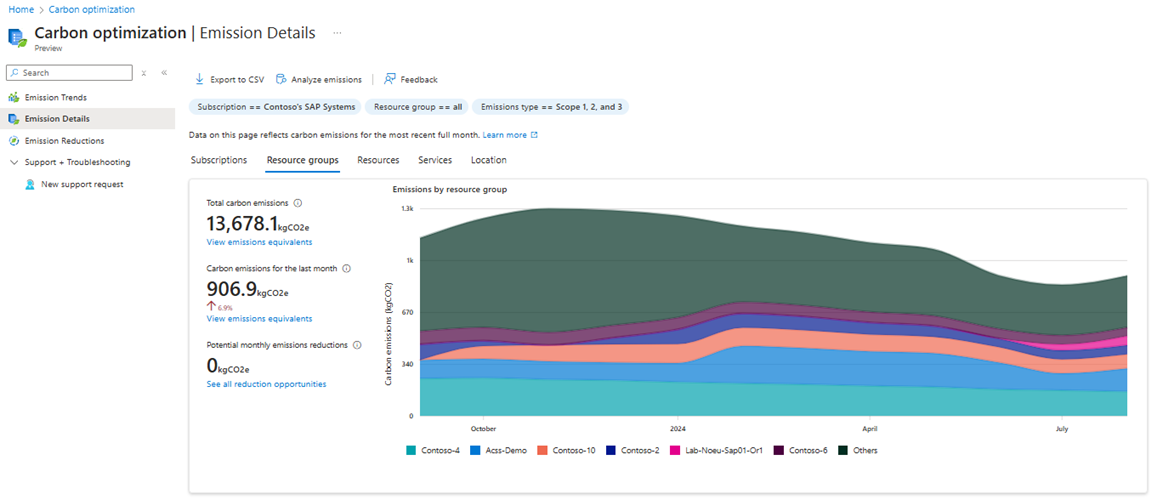 Home > Carbon optimization
Carbon optimization | Emission Details ...
Preview
Search
Emission Trends
Emission Details
Emission Reductions
Support + Troubleshooting
New support request
Export to CSV Analyze emissions | Feedback
Subscription == Contoso's SAP Systems Resource group == all Emissions type == Scope 1, 2, and 3
Data on this page reflects carbon emissions for the most recent full month. Learn more
Subscriptions Resource groups Resources Services Location
Total carbon emissions
13,678.1kgCO2e
View emissions equivalents
Carbon emissions for the last month
906.9kgCO2e
6.9%
View emissions equivalents
Potential monthly emissions reductions
0kgCO2e
See all reduction opportunities
Emissions by resource group
Carbon emissions (kgCO2)
1.3k
1k
670
340
0
October 2024 April July
Contoso-4 Acss-Demo Contoso-10 Contoso-2 Lab-Noeu-Sap01-Or1 Contoso-6 Others